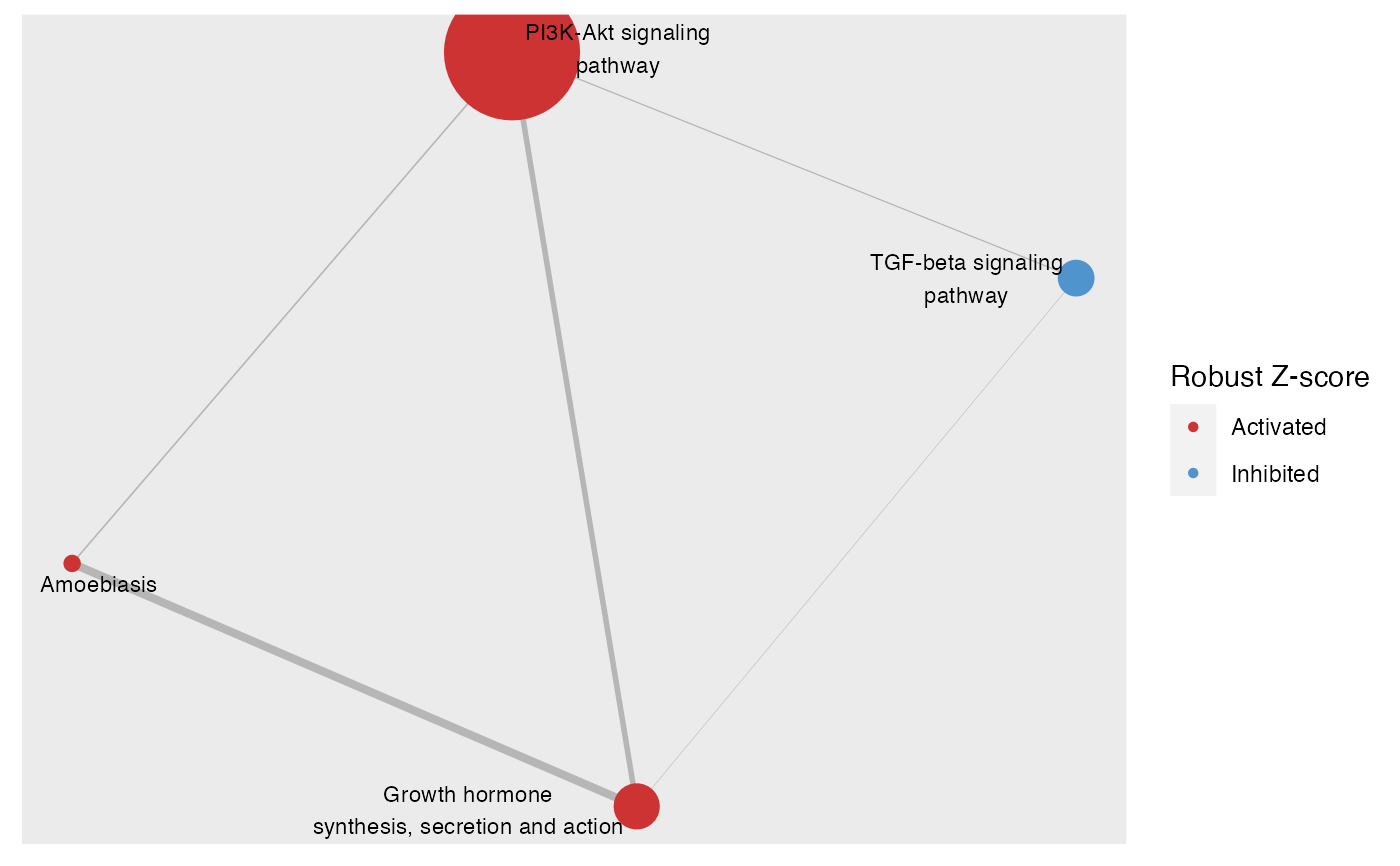 PI3K-Akt signaling
pathway
TGF-beta signaling
pathway
Robust Z-score
Activated
Inhibited
Amoebiasis
Growth hormone
synthesis, secretion and action